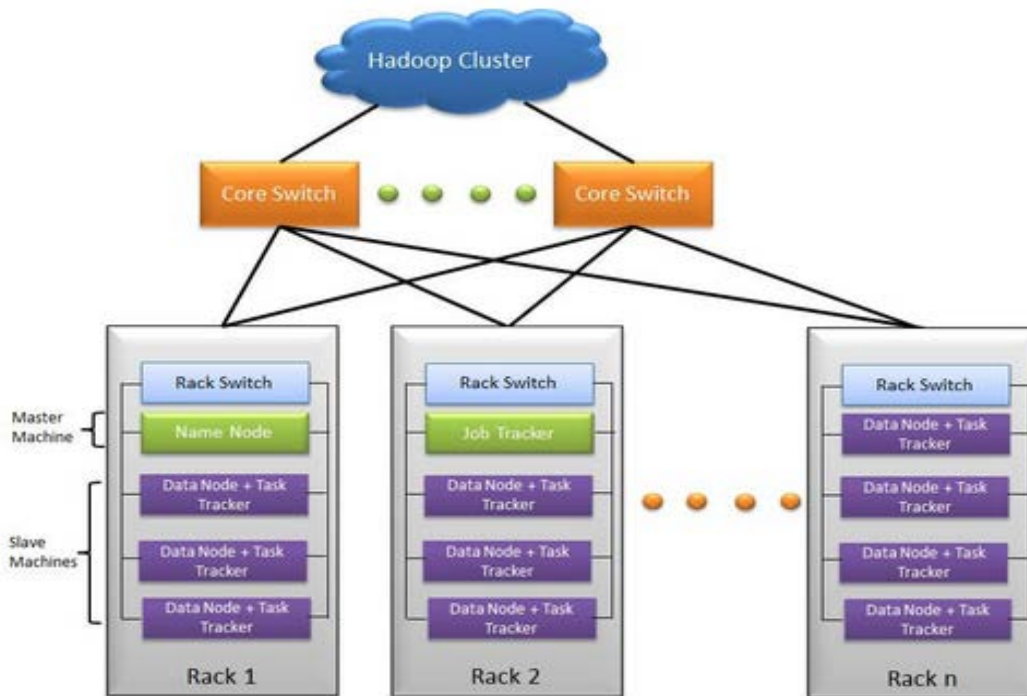 Hadoop Cluster
Core Switch
Core Switch
Rack Switch
Rack Switch
Rack Switch
Master
Machine
Name Node
Job Tracker
Data Node + Task
Tracker
Slave
Machines
Data Node + Task
Tracker
Data Node + Task
Tracker
Data Node + Task
Tracker
Data Node + Task
Tracker
Data Node + Task
Tracker
Data Node + Task
Tracker
Data Node + Task
Tracker
Data Node + Task
Tracker
Data Node + Task
Tracker
Rack 1
Rack 2
Rack n